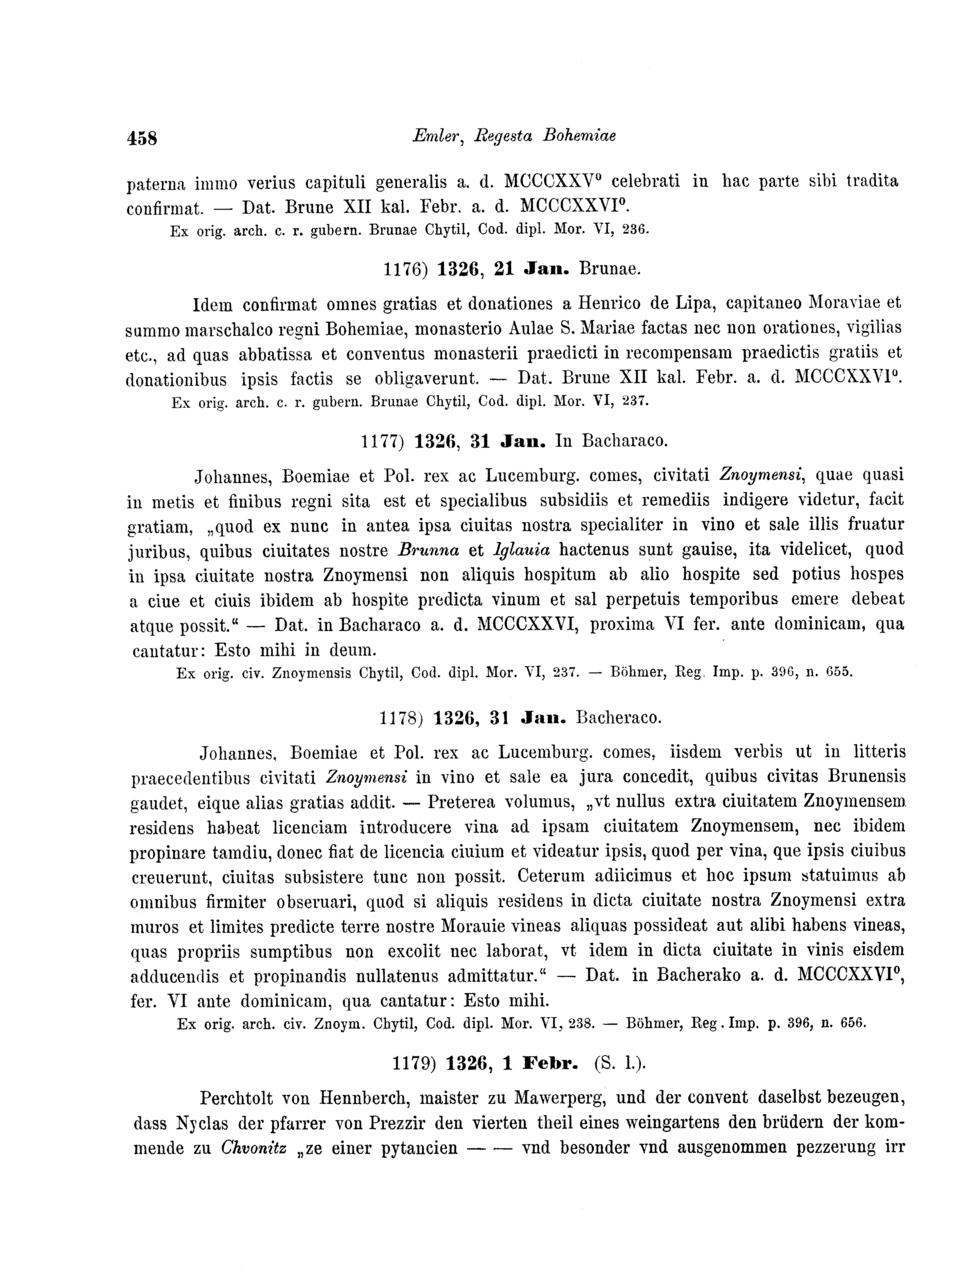 458 Emler, Regesta Bohemiae
paterna immo verius capituli generalis a. d. MCCCXXV⁰ celebrati in hac parte sibi tradita
confirmat. — Dat. Brune XII kal. Febr. a. d. MCCCXXVI⁰.
Ex orig. arch. c. r. gubern. Brunae Chytil, Cod. dipl. Mor. VI, 236.
1176) 1326, 21 Jan. Brunae.
Idem confirmat omnes gratias et donationes a Henrico de Lipa, capitaneo Moraviae et
summo marschalco regni Bohemiae, monasterio Aulae S. Mariae factas nec non orationes, vigilias
etc., ad quas abbatissa et conventus monasterii praedicti in recompensam praedictis gratiis et
donationibus ipsis factis se obligaverunt. — Dat. Brune XII kal. Febr. a. d. MCCCXXVI⁰.
Ex orig. arch. c. r. gubern. Brunae Chytil, Cod. dipl. Mor. VI, 237.
1177) 1326, 31 Jan. In Bacharaco.
Johannes, Boemiae et Pol. rex ac Lucemburg. comes, civitati Znoymensi, quae quasi
in metis et finibus regni sita est et specialibus subsidiis et remediis indigere videtur, facit
gratiam, „quod ex nunc in antea ipsa ciuitas nostra specialiter in vino et sale illis fruatur
juribus, quibus ciuitates nostre Brunna et Iglauia hactenus sunt gauise, ita videlicet, quod
in ipsa ciuitate nostra Znoymensi non aliquis hospitum ab alio hospite sed potius hospes
a ciue et ciuis ibidem ab hospite predicta vinum et sal perpetuis temporibus emere debeat
atque possit.“ — Dat. in Bacharaco a. d. MCCCXXVI, proxima VI fer. ante dominicam, qua
cantatur: Esto mihi in deum.
Ex orig. civ. Znoymensis Chytil, Cod. dipl. Mor. VI, 237. — Böhmer, Reg. Imp. p. 396, n. 655.
1178) 1326, 31 Jan. Bacheraco.
Johannes, Boemiae et Pol. rex ac Lucemburg. comes, iisdem verbis ut in litteris
praecedentibus civitati Znoymensi in vino et sale ea jura concedit, quibus civitas Brunensis
gaudet, eique alias gratias addit. — Preterea volumus, „vt nullus extra ciuitatem Znoymensem
residens habeat licenciam introducere vina ad ipsam ciuitatem Znoymensem, nec ibidem
propinare tamdiu, donec fiat de licencia ciuium et videatur ipsis, quod per vina, que ipsis ciuibus
creuerunt, ciuitas subsistere tunc non possit. Ceterum adiicimus et hoc ipsum statuimus ab
omnibus firmiter obseruari, quod si aliquis residens in dicta ciuitate nostra Znoymensi extra
muros et limites predicte terre nostre Morauie vineas aliquas possideat aut alibi habens vineas,
quas propriis sumptibus non excolit nec laborat, vt idem in dicta ciuitate in vinis eisdem
adducendis et propinandis nullatenus admittatur.“ — Dat. in Bacherako a. d. MCCCXXVI⁰,
fer. VI ante dominicam, qua cantatur: Esto mihi.
Ex orig. arch. civ. Znoym. Chytil, Cod. dipl. Mor. VI, 238. — Böhmer, Reg. Imp. p. 396, n. 656.
1179) 1326, 1 Febr. (S. l.).
Perchtolt von Hennberch, maister zu Mawerperg, und der convent daselbst bezeugen,
dass Nyclas der pfarrer von Prezzir den vierten theil eines weingartens den brüdern der kom-
mende zu Chvonitz „ze einer pytancien — — vnd besonder vnd ausgenommen pezzerung irr